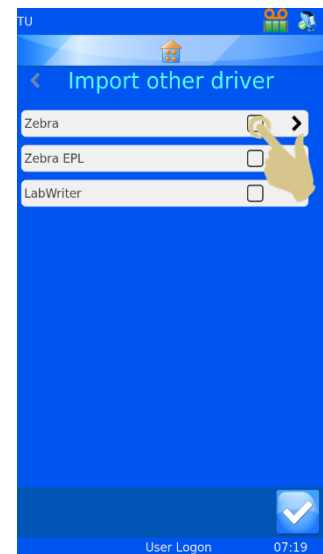 TU
Import other driver
Zebra
Zebra EPL
LabWriter
User Logon 07:19